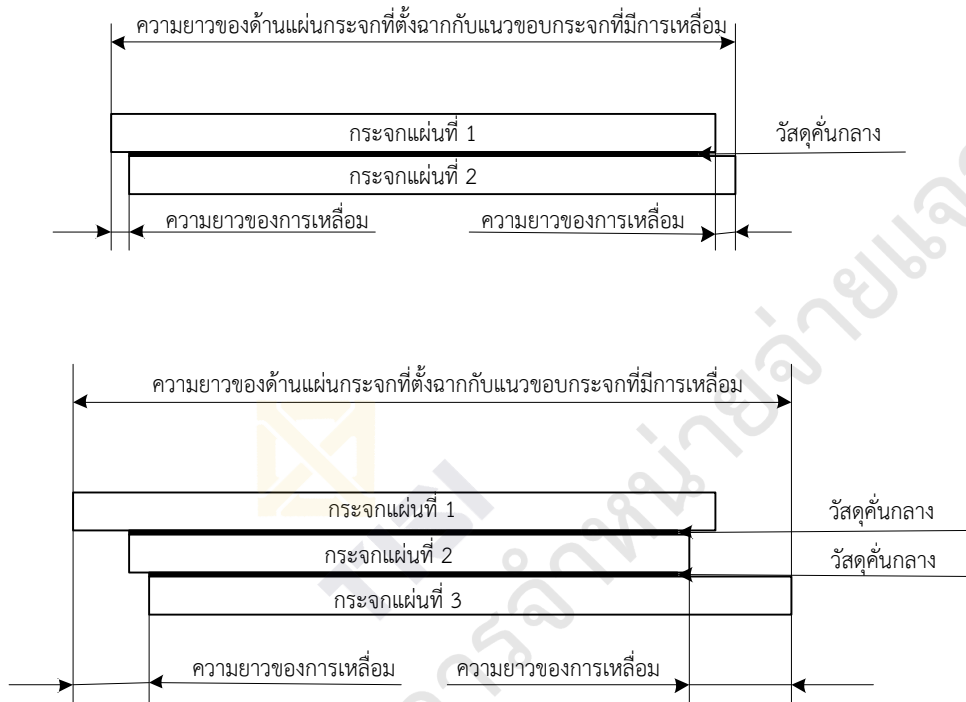 ความยาวของด้านแผ่นกระจกที่ตั้งฉากกับแนวขอบกระจกที่มีการเหลื่อม
กระจกแผ่นที่ 1
วัสดุคั่นกลาง
กระจกแผ่นที่ 2
ความยาวของการเหลื่อม ความยาวของการเหลื่อม
ความยาวของด้านแผ่นกระจกที่ตั้งฉากกับแนวขอบกระจกที่มีการเหลื่อม
กระจกแผ่นที่ 1
วัสดุคั่นกลาง
กระจกแผ่นที่ 2
วัสดุคั่นกลาง
กระจกแผ่นที่ 3
ความยาวของการเหลื่อม ความยาวของการเหลื่อม